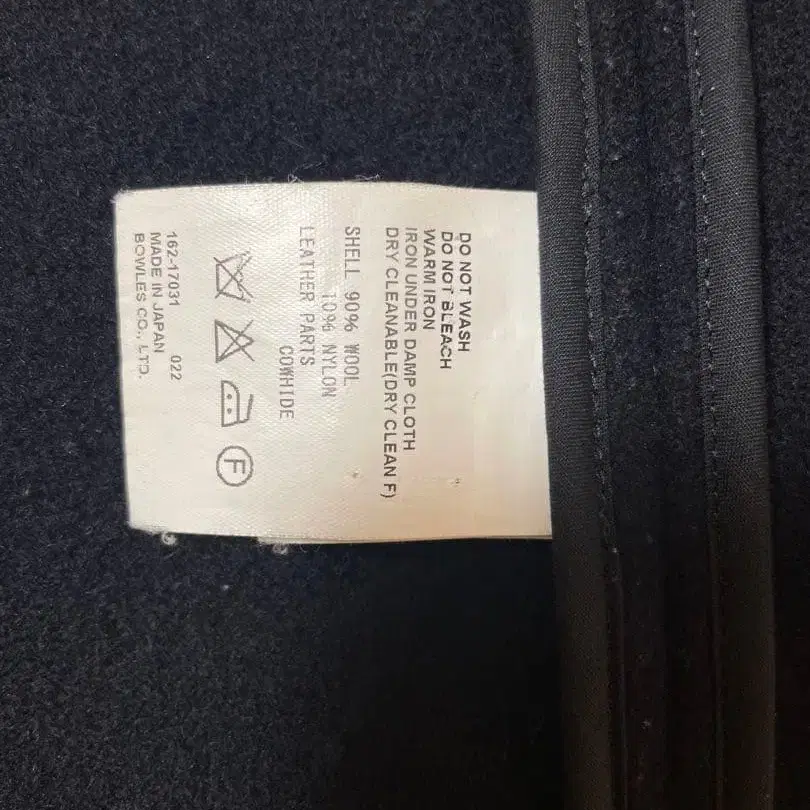 DO NOT WASH
DO NOT BLEACH
WARM IRON
IRON UNDER DAMP CLOTH
DRY CLEANABLE(DRY CLEAN F)
SHELL 90% WOOL
10% NYLON
LEATHER PARTS
COWHIDE
F
162-17031 022
MADE IN JAPAN
BOWLES CO., LTD.